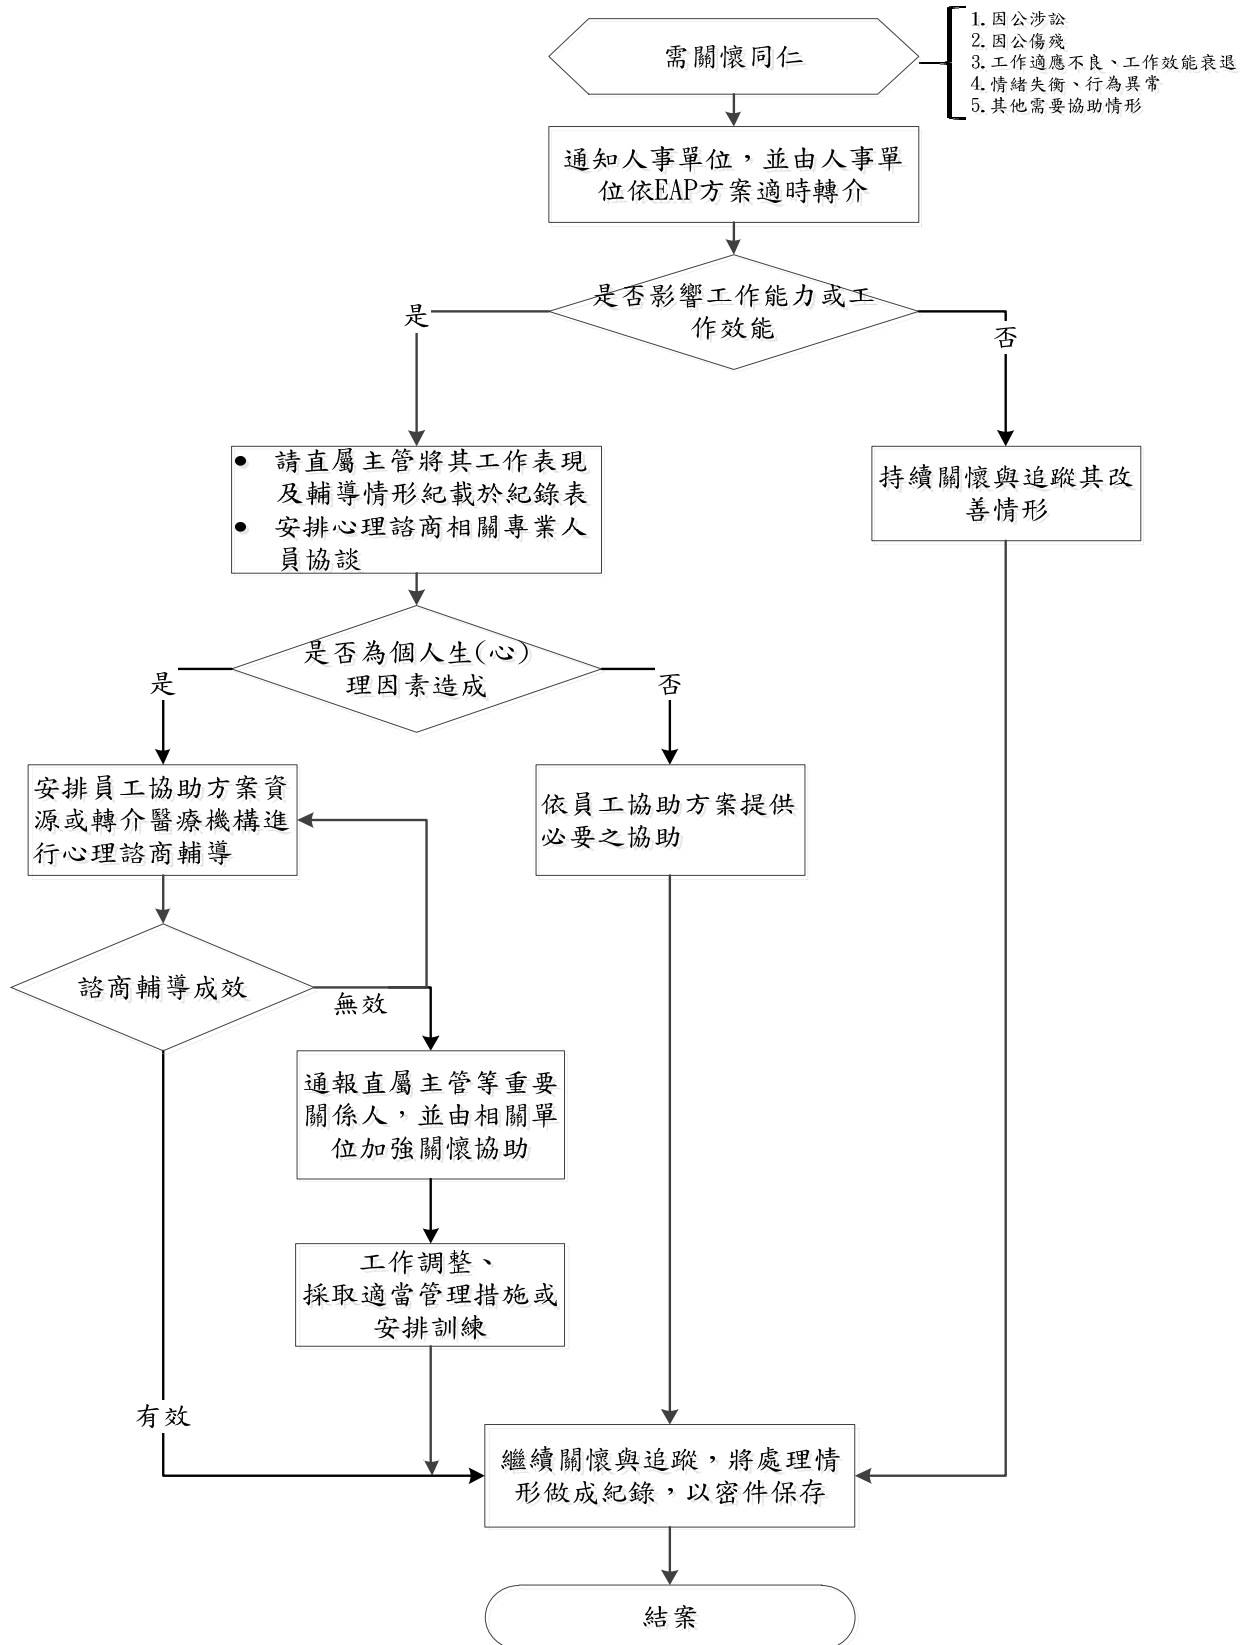 需關懷同仁
1. 因公涉訟
2. 因公傷殘
3. 工作適應不良、工作效能衰退
4. 情緒失衡、行為異常
5. 其他需要協助情形
通知人事單位，並由人事單
位依EAP方案適時轉介
是否影響工作能力或工
作效能
是
否
● 請直屬主管將其工作表現
及輔導情形紀載於紀錄表
● 安排心理諮商相關專業人
員協談
持續關懷與追蹤其改
善情形
是否為個人生(心)
理因素造成
是
否
安排員工協助方案資
源或轉介醫療機構進
行心理諮商輔導
依員工協助方案提供
必要之協助
諮商輔導成效
無效
通報直屬主管等重要
關係人，並由相關單
位加強關懷協助
工作調整、
採取適當管理措施或
安排訓練
有效
繼續關懷與追蹤，將處理情
形做成紀錄，以密件保存
結案